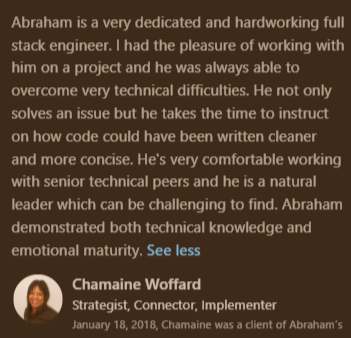 Abraham is a very dedicated and hardworking full
stack engineer. I had the pleasure of working with
him on a project and he was always able to
overcome very technical difficulties. He not only
solves an issue but he takes the time to instruct
on how code could have been written cleaner
and more concise. He's very comfortable working
with senior technical peers and he is a natural
leader which can be challenging to find. Abraham
demonstrated both technical knowledge and
emotional maturity. See less
Chamaine Woffard
Strategist, Connector, Implementer
January 18, 2018, Chamaine was a client of Abraham's